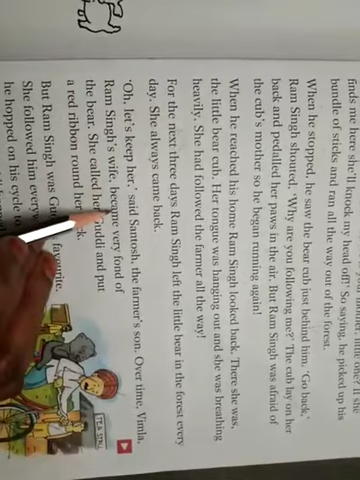 finds me here she'll knock my head off!' So saying, he picked up his
bundle of sticks and ran all the way out of the forest.
When he stopped, he saw the bear cub just behind him. 'Go back,'
Ram Singh shouted. 'Why are you following me?' The cub lay on her
back and pedalled her paws in the air. But Ram Singh was afraid of
the cub's mother so he began running again!
When he reached his home Ram Singh looked back. There she was,
the little bear cub. Her tongue was hanging out and she was breathing
heavily. She had followed the farmer all the way!
For the next three days Ram Singh left the little bear in the forest every
day. She always came back.
'Oh, let's keep her,' said Santosh, the farmer's son. Over time, Vimla,
Ram Singh's wife, became very fond of
the bear. She called her Guddi and put
a red ribbon round her
But Ram Singh was favourite.
She followed him
he hopped on his cycle
TEA STALL